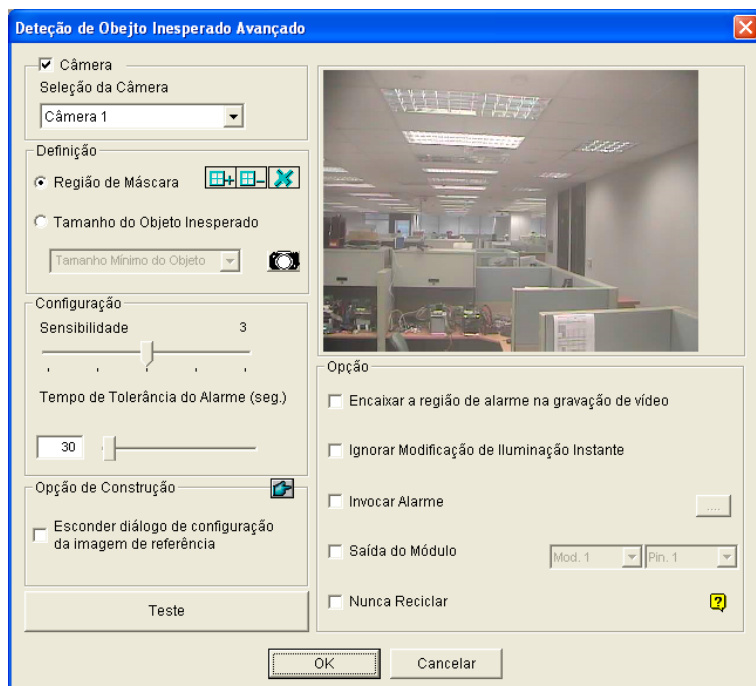 Deteção de Obejto Inesperado Avançado
Câmera
Seleção da Câmera
Câmera 1
Definição
Região de Máscara
Tamanho do Objeto Inesperado
Tamanho Mínimo do Objeto
Configuração
Sensibilidade 3
Tempo de Tolerância do Alarme (seg.)
30
Opção de Construção
Esconder diálogo de configuração
da imagem de referência
Teste
Opção
Encaixar a região de alarme na gravação de vídeo
Ignorar Modificação de Iluminação Instante
Invocar Alarme
....
Saída do Módulo Mod. 1 Pin. 1
Nunca Reciclar
?
OK Cancelar